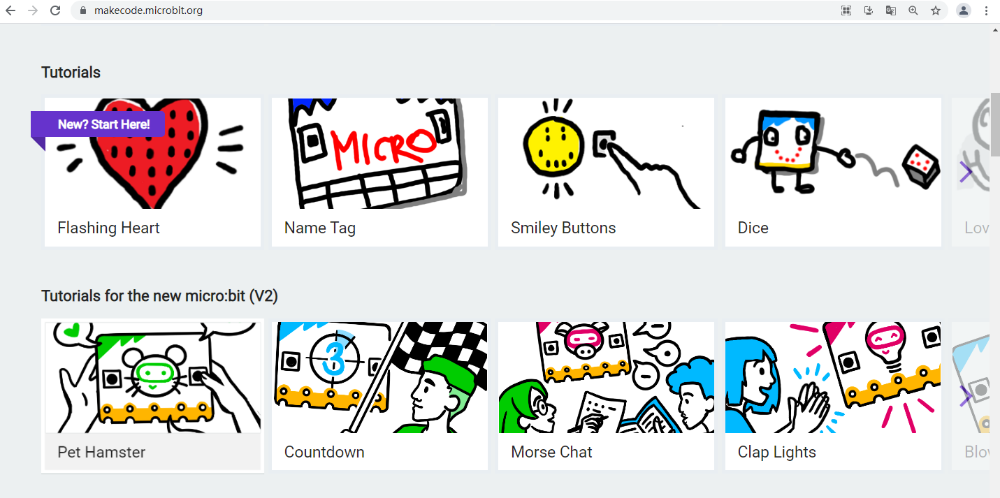 makecode.microbit.org
Tutorials
New? Start Here!
MICRO
Flashing Heart
Name Tag
Smiley Buttons
Dice
Lov
Tutorials for the new micro:bit (V2)
3
Pet Hamster
Countdown
Morse Chat
Clap Lights
Blov